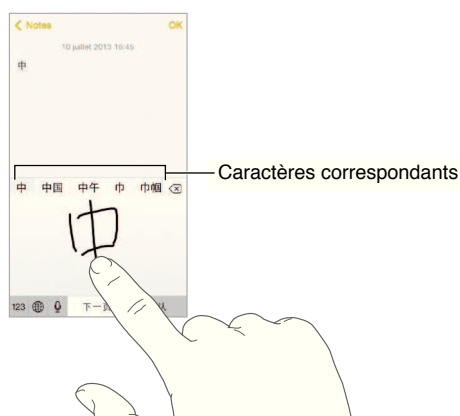 Notes OK
10 juillet 2013 16:45
中
Caractères correspondants
中 中国 中午 巾 巾帼
中
123 下一